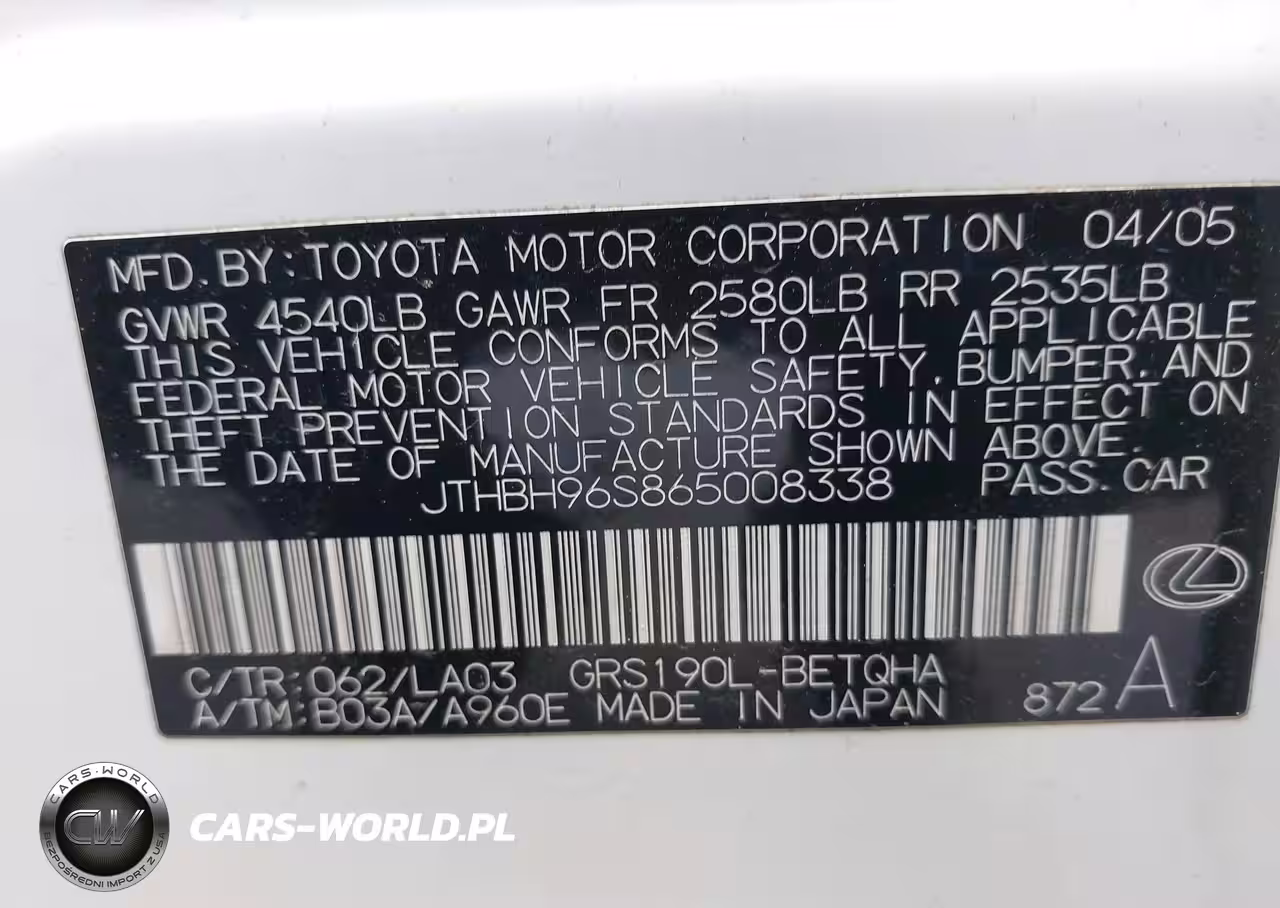 MFD. BY: TOYOTA MOTOR CORPORATION 04/05
GVWR 4540LB GAWR FR 2580LB RR 2535LB
THIS VEHICLE CONFORMS TO ALL APPLICABLE
FEDERAL MOTOR VEHICLE SAFETY, BUMPER, AND
THEFT PREVENTION STANDARDS IN EFFECT ON
THE DATE OF MANUFACTURE SHOWN ABOVE.
JTHBH96S865008338 PASS. CAR
C/TR: 062/LA03 GRS190L-BETQHA
A/TM: B03A/A960E MADE IN JAPAN 872 A
CARS-WORLD
CW
BEZPOŚREDNI IMPORT Z USA
CARS-WORLD.PL